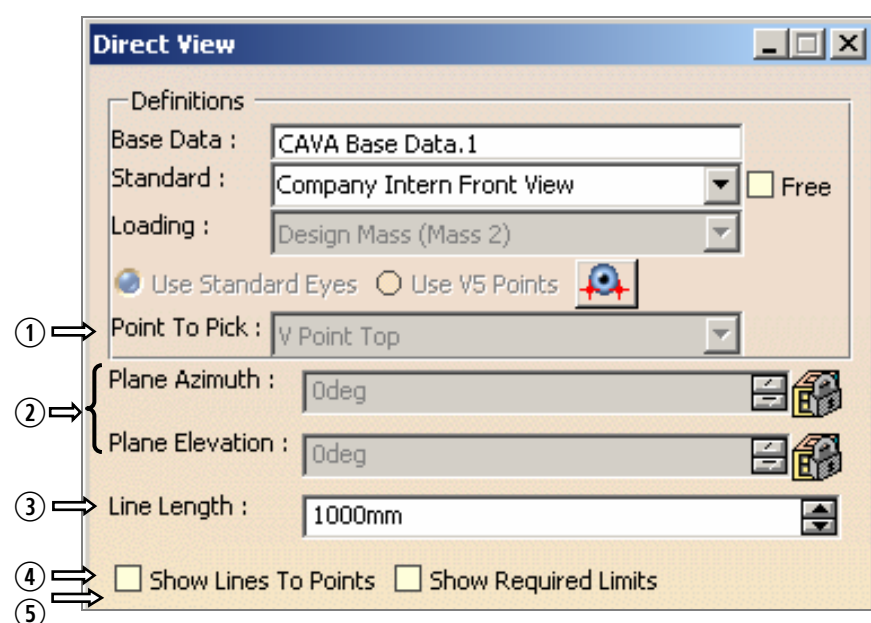 Direct View
Definitions
Base Data :
CAVA Base Data.1
Standard :
Company Intern Front View
Free
Loading :
Design Mass (Mass 2)
Use Standard Eyes
Use V5 Points
① Point To Pick :
V Point Top
② Plane Azimuth :
0deg
Plane Elevation :
0deg
③ Line Length :
1000mm
④ Show Lines To Points
Show Required Limits
⑤